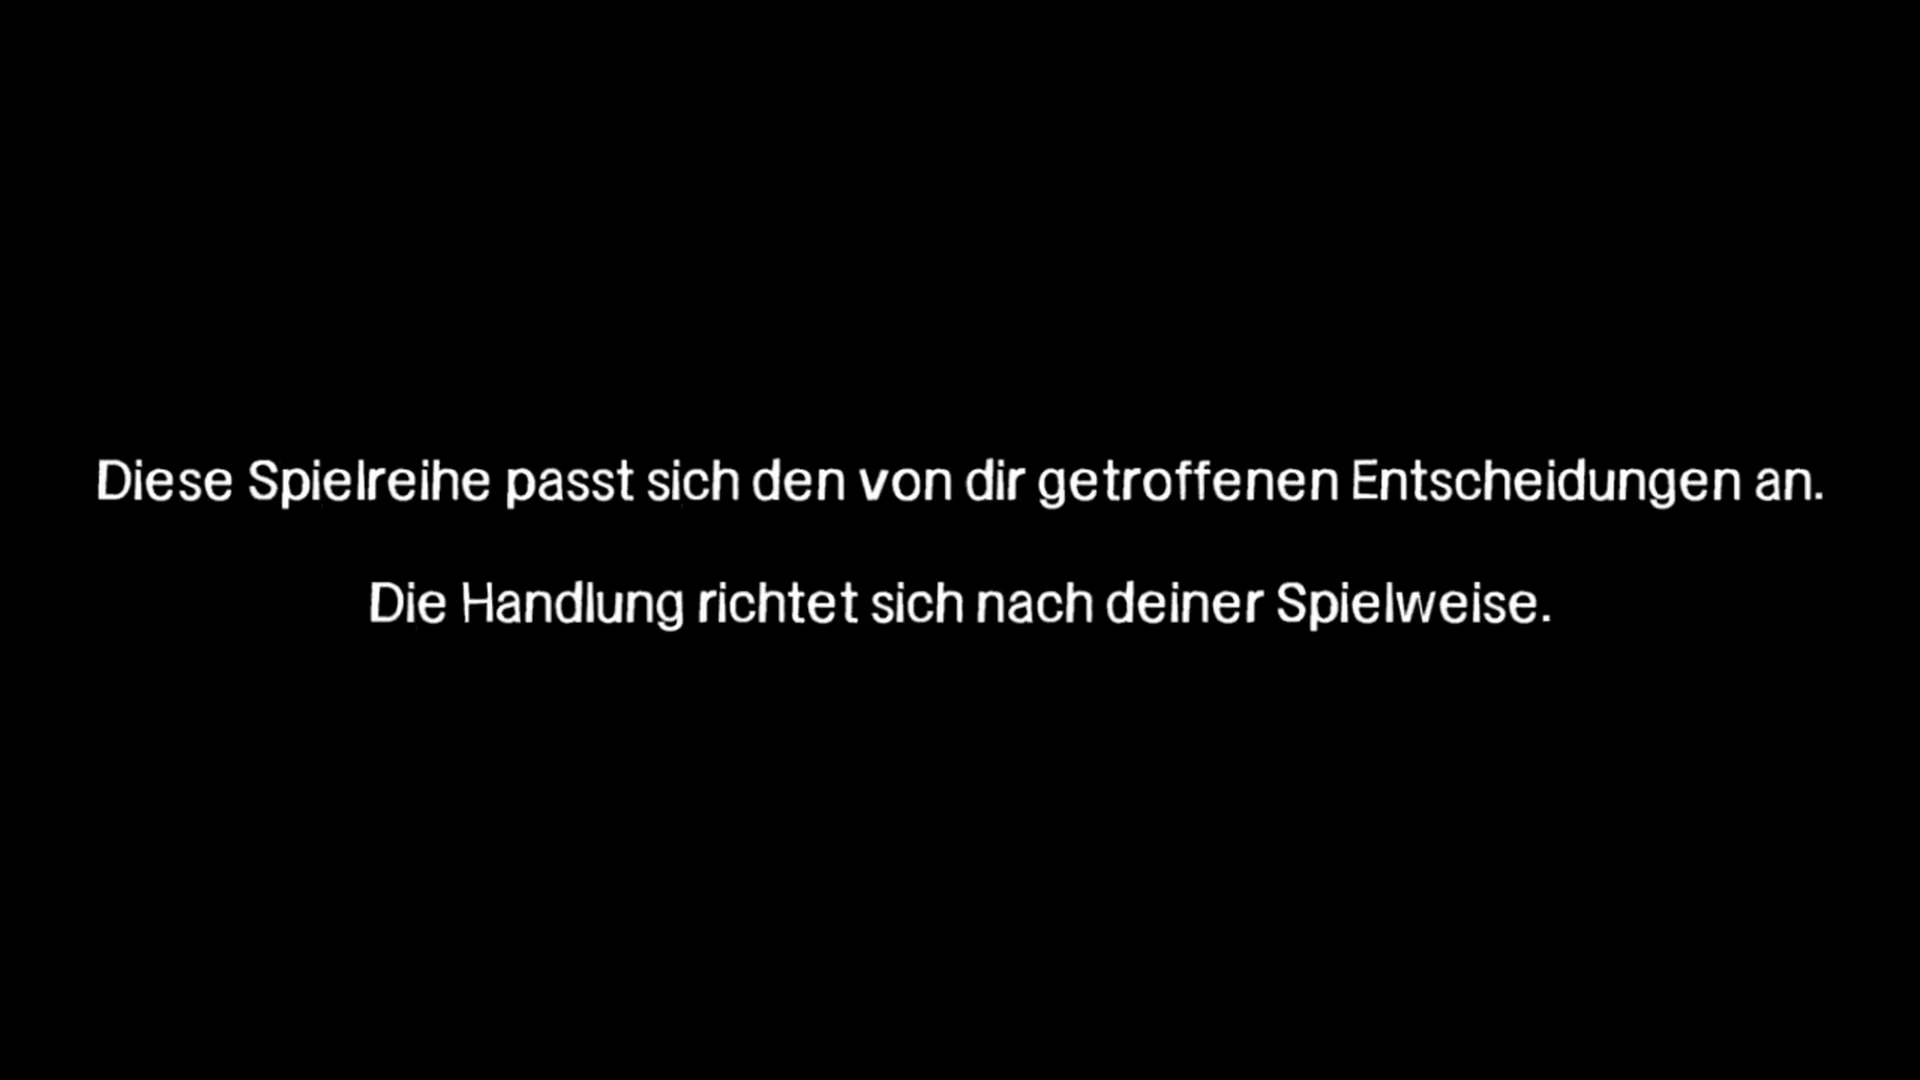 Diese Spielreihe passt sich den von dir getroffenen Entscheidungen an.
Die Handlung richtet sich nach deiner Spielweise.